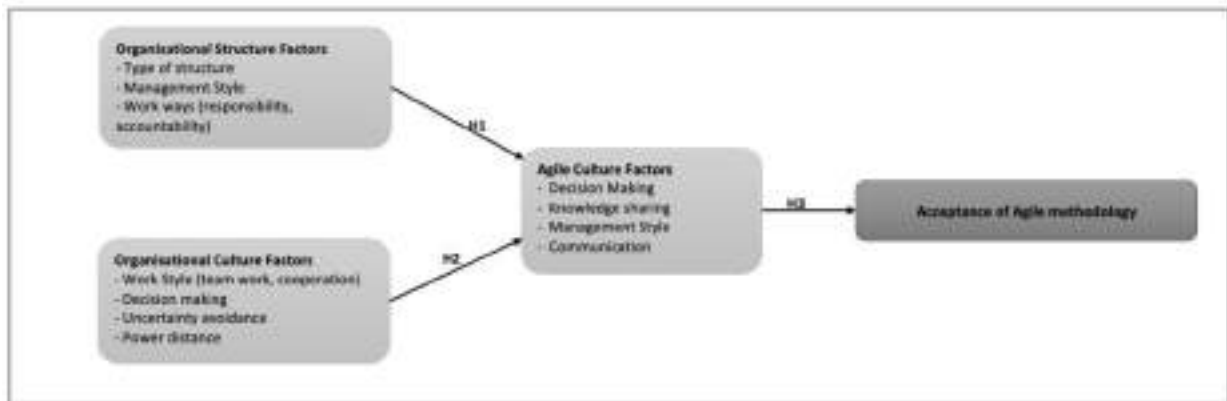 Organisational Structure Factors
- Type of structure
- Management Style
- Work ways (responsibility,
accountability)
H1
Agile Culture Factors
- Decision Making
- Knowledge sharing
- Management Style
- Communication
H3
Acceptance of Agile methodology
Organisational Culture Factors
- Work Style (team work, cooperation)
- Decision making
- Uncertainty avoidance
- Power distance
H2